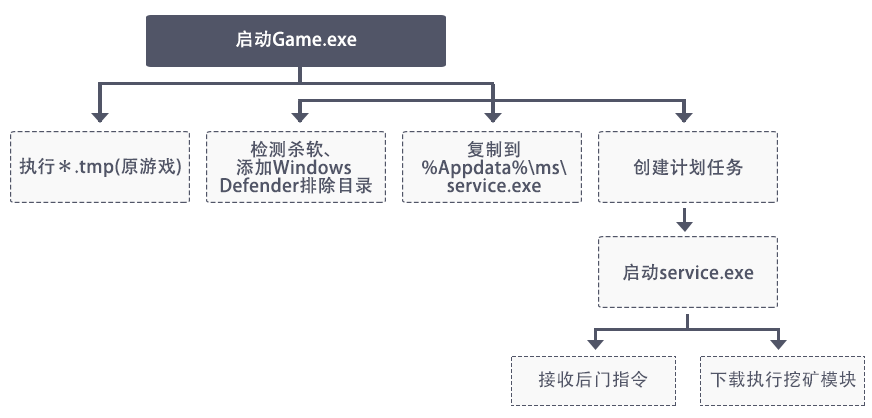 启动Game.exe
执行＊.tmp(原游戏)
检测杀软、
添加Windows
Defender排除目录
复制到
%Appdata%\ms\
service.exe
创建计划任务
启动service.exe
接收后门指令
下载执行挖矿模块